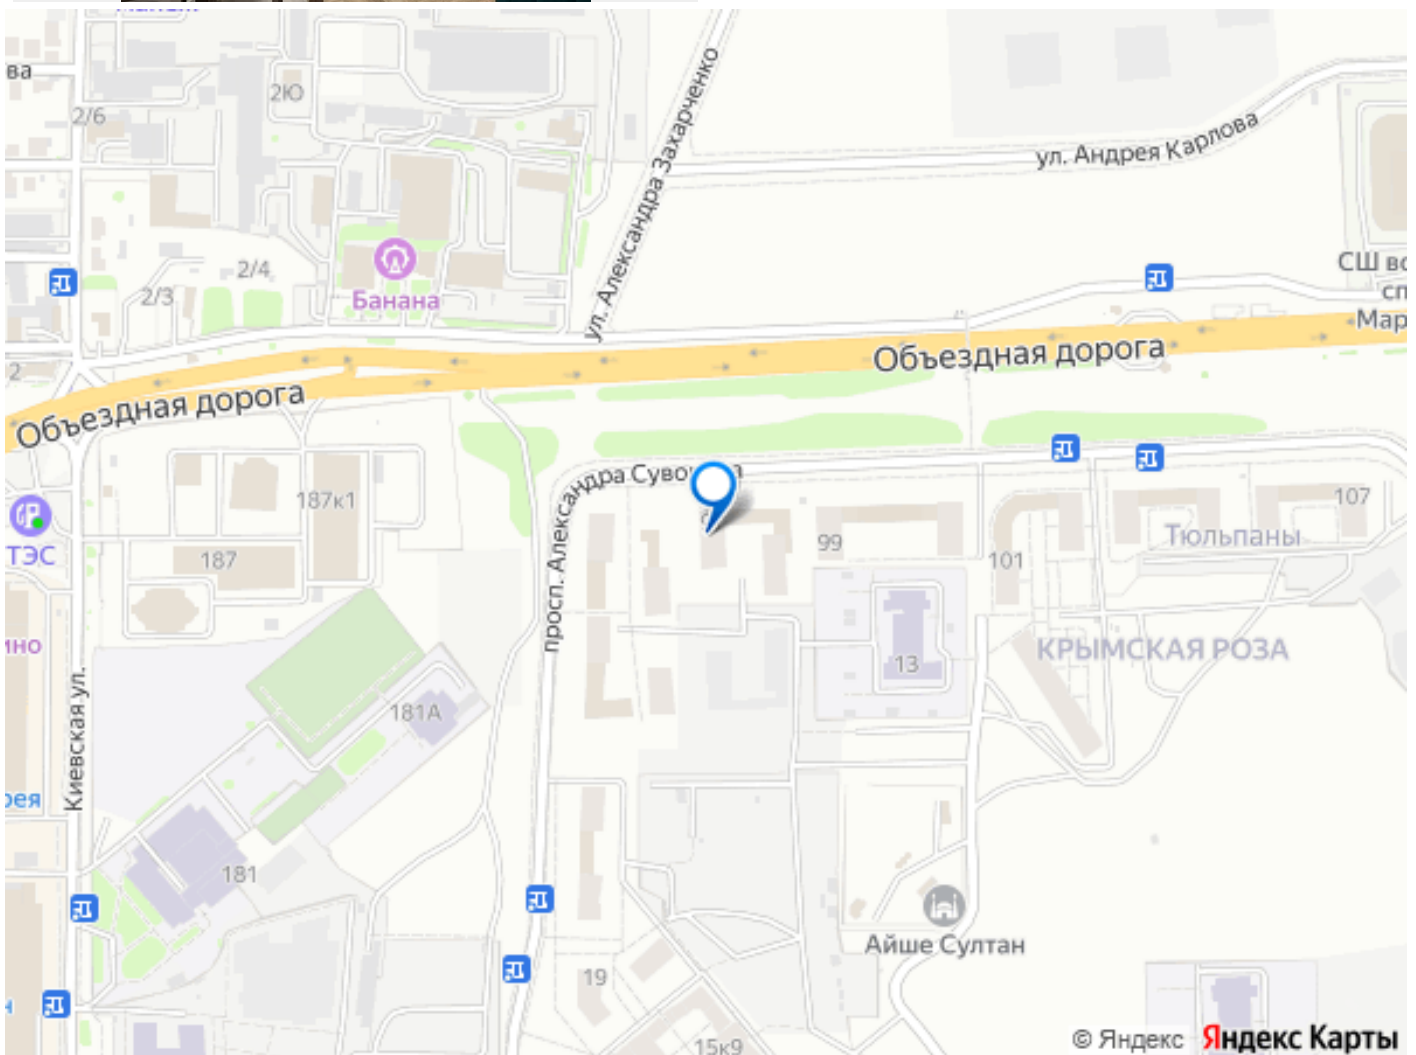 ва
2Ю
2/6
ул. Александра Захарченко
ул. Андрея Карлова
2/4
2/3
Банана
СШ
Объездная дорога
2
Объездная дорога
просп. Александра
187к1
107
ТЭС
187
99
Тюльпаны
101
КРЫМСКАЯ РОЗА
13
Киевская ул.
181А
181
Айше Султан
19
15к9
© Яндекс Яндекс Карты